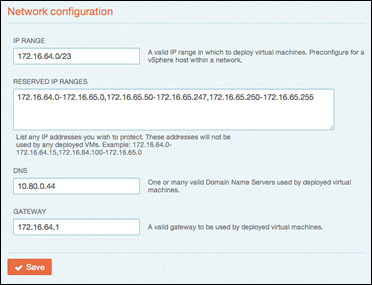 Network configuration
IP RANGE
172.16.64.0/23
A valid IP range in which to deploy virtual machines. Preconfigure for a
vSphere host within a network.
RESERVED IP RANGES
172.16.64.0-172.16.65.0,172.16.65.50-172.16.65.247,172.16.65.250-172.16.65.255
List any IP addresses you wish to protect. These addresses will not be
used by any deployed VMs. Example: 172.16.64.0-
172.16.64.15,172.16.64.100-172.16.65.0
DNS
10.80.0.44
One or many valid Domain Name Servers used by deployed virtual
machines.
GATEWAY
172.16.64.1
A valid gateway to be used by deployed virtual machines.
Save